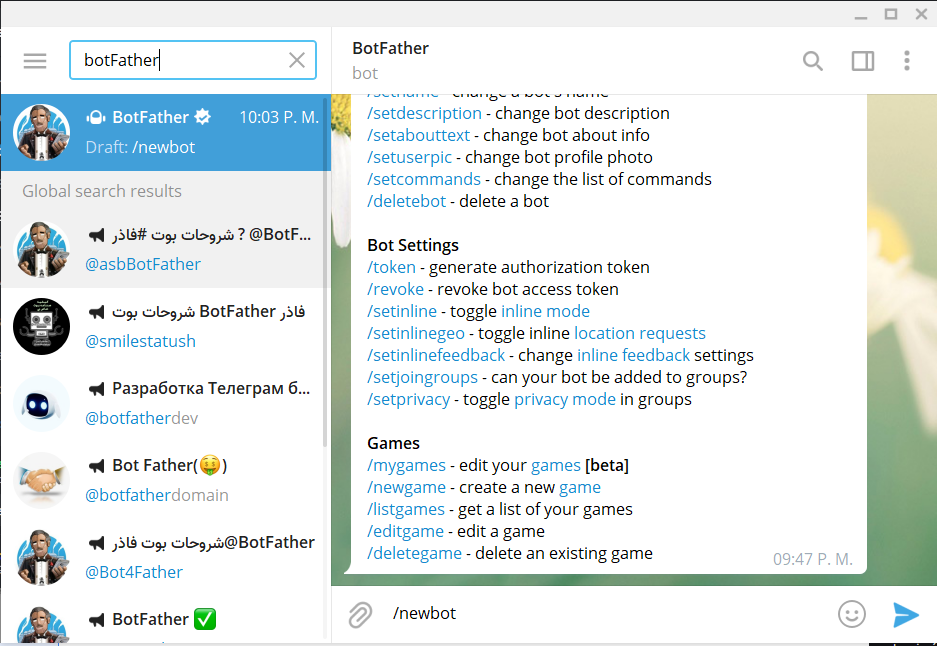 botFather
BotFather
bot
BotFather 10:03 P. M.
Draft: /newbot
Global search results
شروحات بوت #فاذر ? @BotF...
@asbBotFather
شروحات بوت BotFather فاذر
@smilestatush
Разработка Телеграм б...
@botfatherdev
Bot Father(🤑)
@botfatherdomain
شروحات بوت فاذر@BotFather
@Bot4Father
BotFather ✅
/setname - change a bot's name
/setdescription - change bot description
/setabouttext - change bot about info
/setuserpic - change bot profile photo
/setcommands - change the list of commands
/deletebot - delete a bot
Bot Settings
/token - generate authorization token
/revoke - revoke bot access token
/setinline - toggle inline mode
/setinlinegeo - toggle inline location requests
/setinlinefeedback - change inline feedback settings
/setjoingroups - can your bot be added to groups?
/setprivacy - toggle privacy mode in groups
Games
/mygames - edit your games [beta]
/newgame - create a new game
/listgames - get a list of your games
/editgame - edit a game
/deletegame - delete an existing game
09:47 P. M.
/newbot